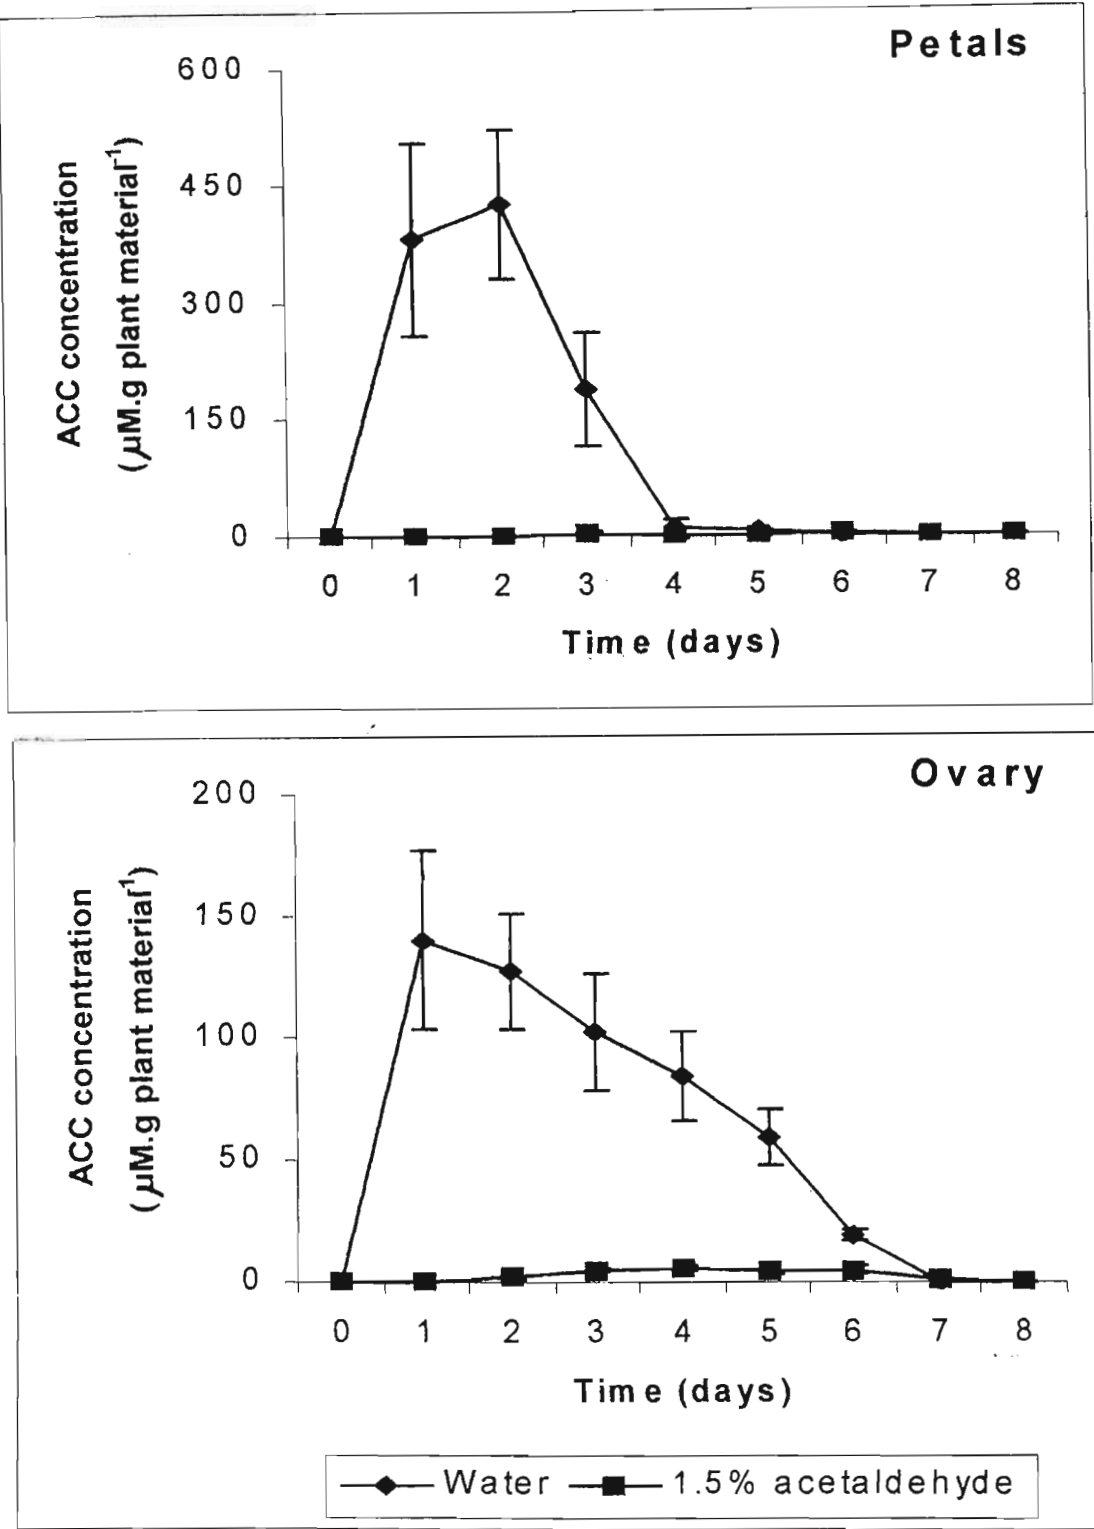 Petals
600
450
300
150
0
ACC concentration
(µM.g plant material⁻¹)
0 1 2 3 4 5 6 7 8
Time (days)
Ovary
200
150
100
50
0
ACC concentration
(µM.g plant material⁻¹)
0 1 2 3 4 5 6 7 8
Time (days)
Water 1.5% acetaldehyde